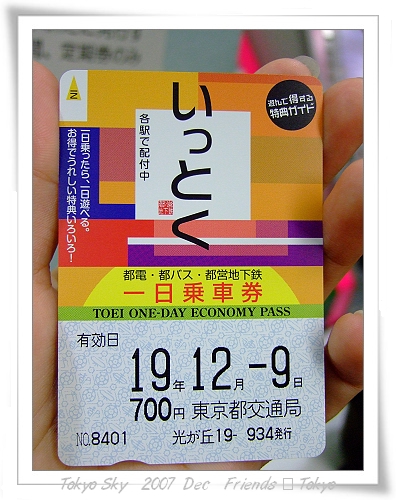 いっとく
各駅で配付中
遊んで得する
特典ガイド
一日乗ったら、一日遊べる。
お得でうれしい特典いろいろ!
都電・都バス・都営地下鉄
一日乗車券
TOEI ONE-DAY ECONOMY PASS
有効日
19年12月-9日
700円 東京都交通局
NO.8401 光が丘19- 934発行
Tokyo Sky 2007 Dec Friends □ Tokyo